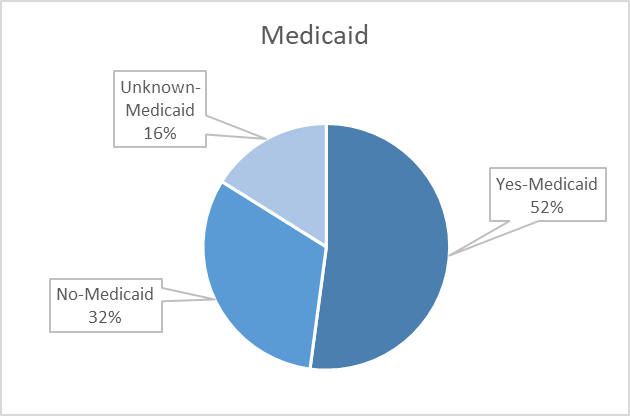 Medicaid
Unknown-
Medicaid
16%
Yes-Medicaid
52%
No-Medicaid
32%